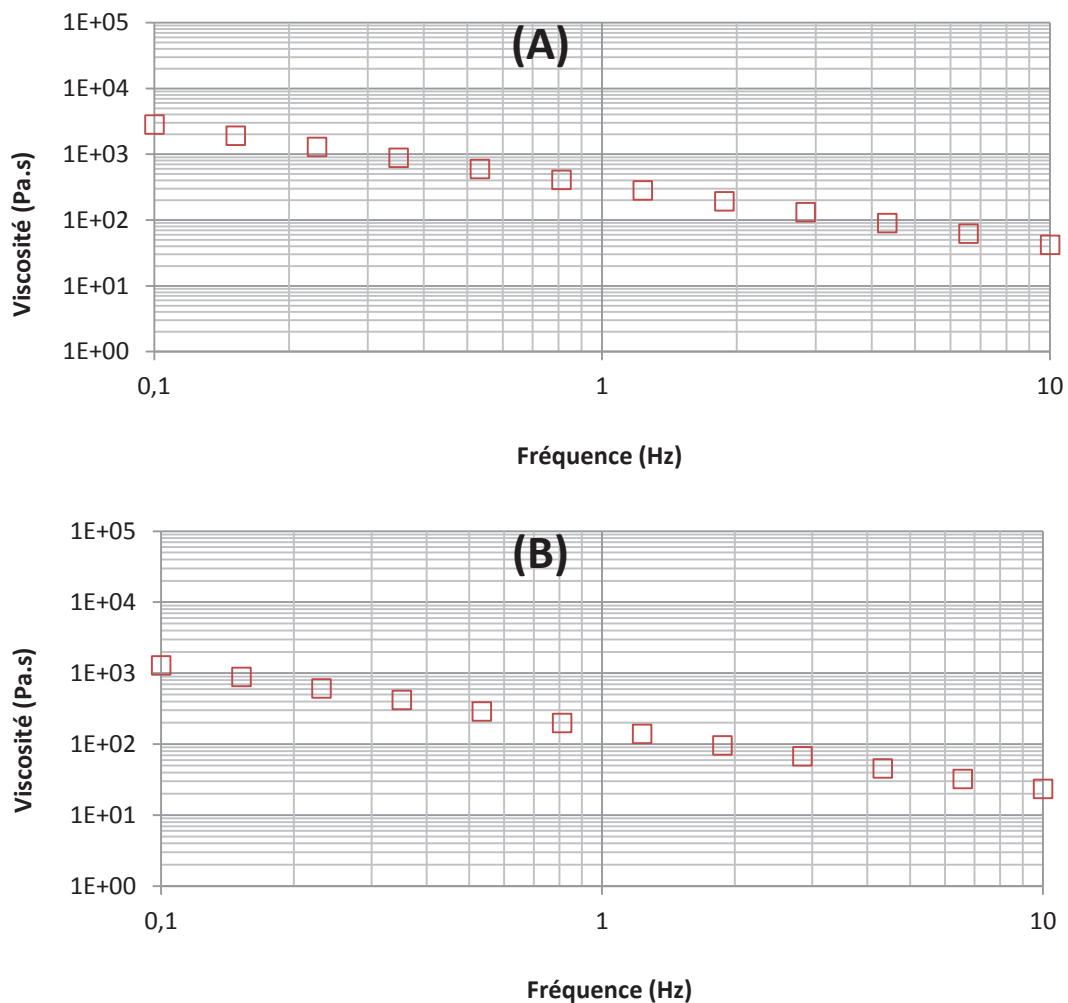 (A)
1E+05
1E+04
1E+03
1E+02
1E+01
1E+00
Viscosité (Pa.s)
0,1
1
10
Fréquence (Hz)
(B)
1E+05
1E+04
1E+03
1E+02
1E+01
1E+00
Viscosité (Pa.s)
0,1
1
10
Fréquence (Hz)